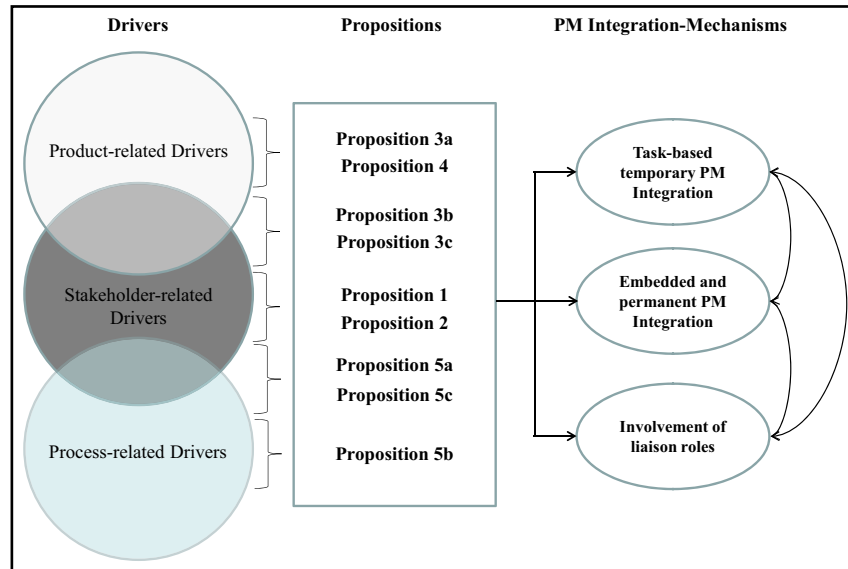 Drivers
Propositions
PM Integration-Mechanisms
Product-related Drivers
Stakeholder-related
Drivers
Process-related Drivers
Proposition 3a
Proposition 4
Proposition 3b
Proposition 3c
Proposition 1
Proposition 2
Proposition 5a
Proposition 5c
Proposition 5b
Task-based
temporary PM
Integration
Embedded and
permanent PM
Integration
Involvement of
liaison roles